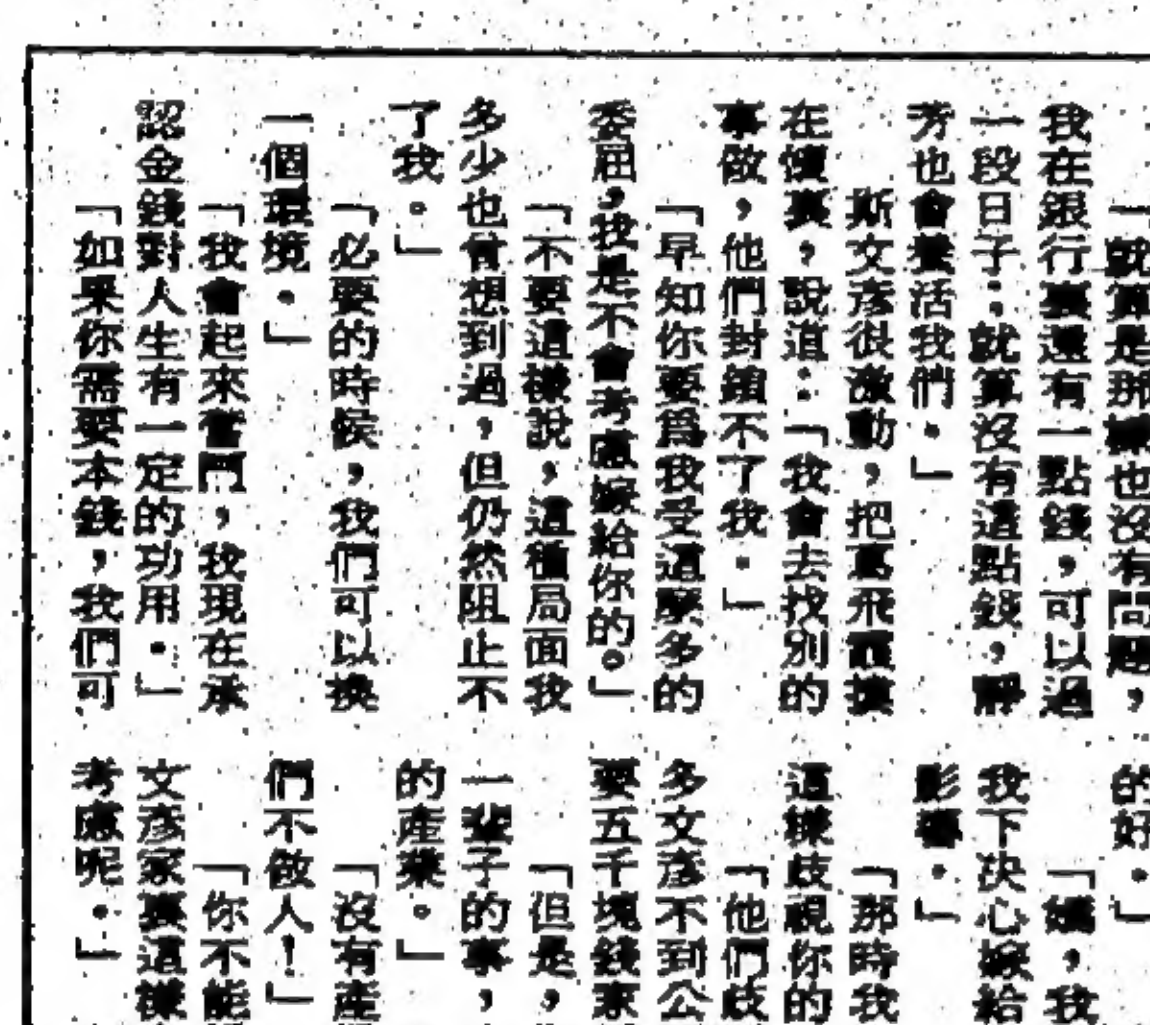 「就算是那樣也沒有問題，
我在銀行裏還有一點錢，可以過
一段日子：就算沒有這點錢，靜
芳也會養活我們。」
斯文彥很激動，把葛飛霞摟
在懷裏，說道：「我會去找別的
事做，他們封鎖不了我。」
「早知你要爲我受這麼多的
委屈，我是不會考慮嫁給你的。」
「不要這樣說，這種局面我
多少也曾想到過，但仍然阻止不
了我。」
「必要的時候，我們可以換
一個環境。」
「我會起來奮鬥，我現在承
認金錢對人生有一定的功用。」
「如果你需要本錢，我們可
的好。」
「媽，我
我下決心嫁給
影響。」
「那時我
這樣歧視你的
「他們歧
多文彥不到公
要五千塊錢來
「但是，
一輩子的事，
的產業。」
「沒有產
們不敢人！」
「你不能
文彥家裏這樣
考慮呢。」